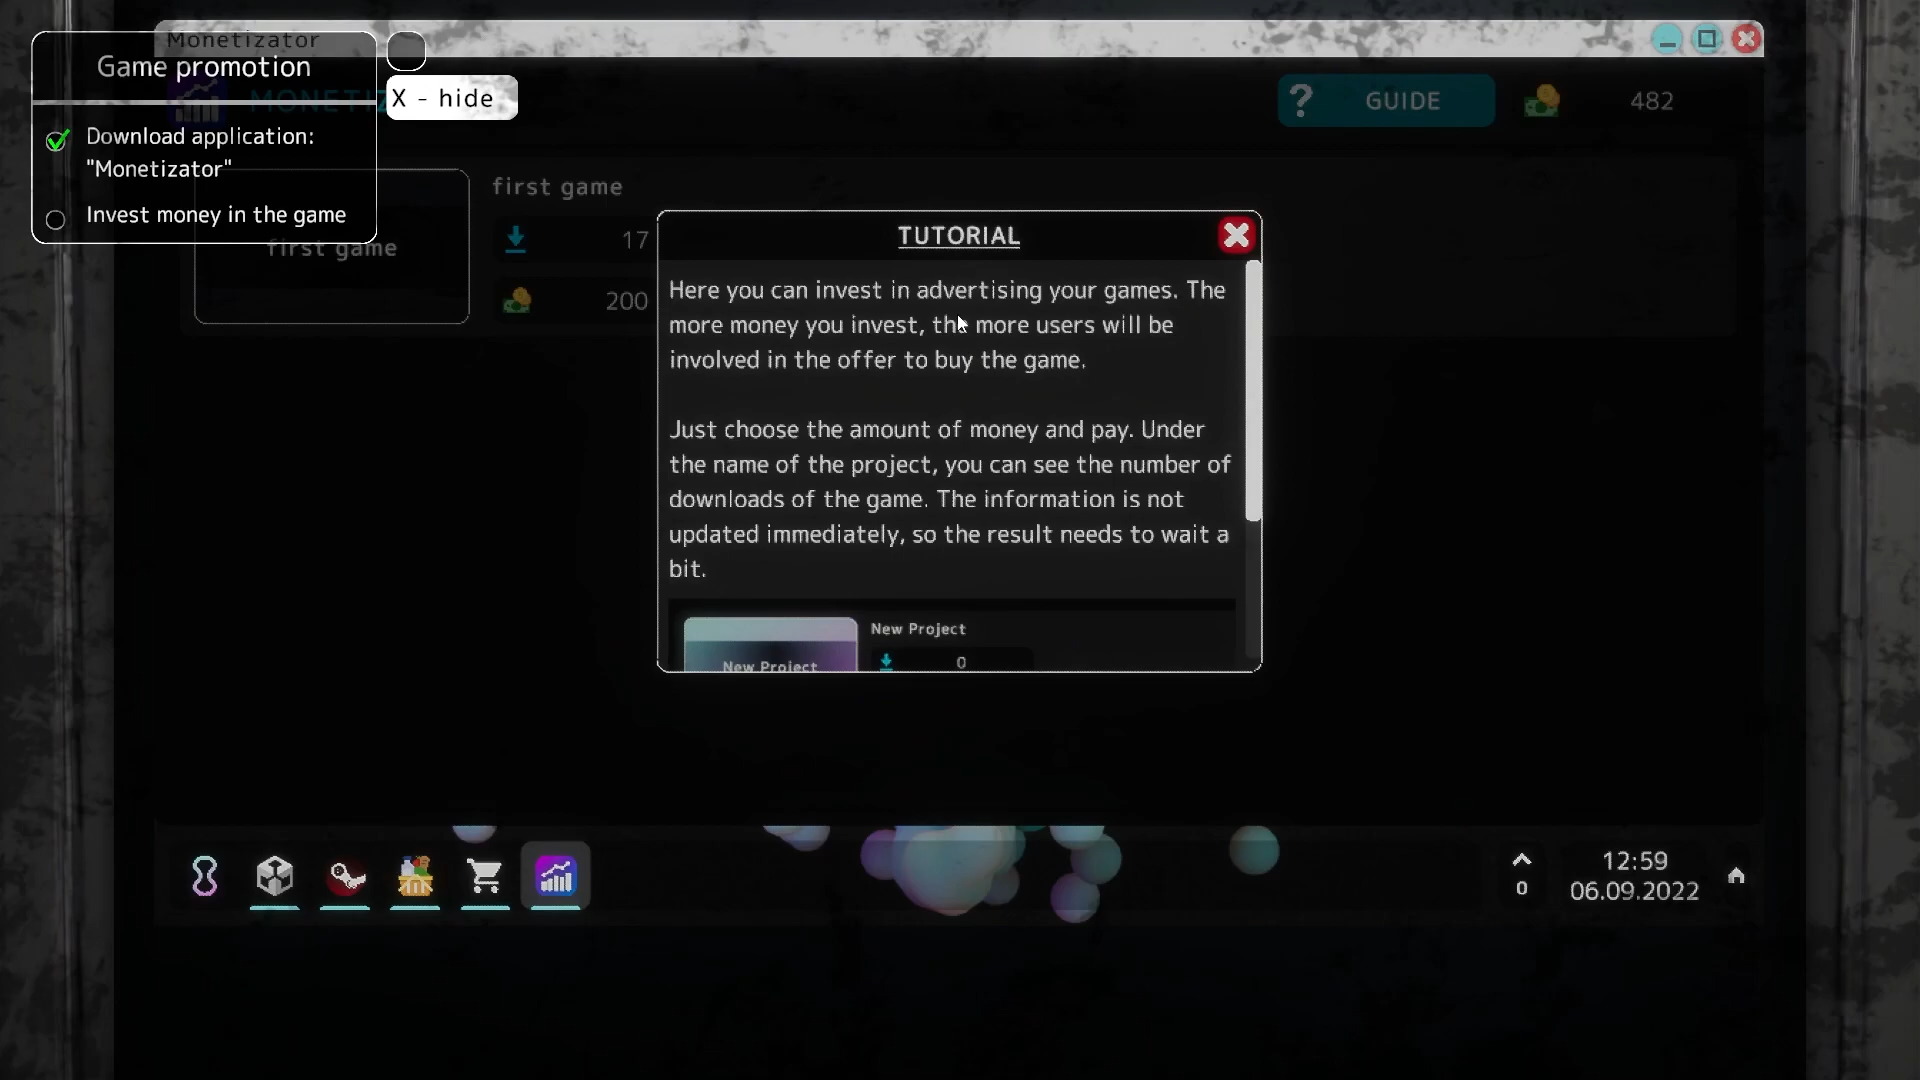 Monetizator
Game promotion
X - hide
MONETIZ
GUIDE
482
Download application:
"Monetizator"
Invest money in the game
first game
first game
17
200
TUTORIAL
Here you can invest in advertising your games. The
more money you invest, the more users will be
involved in the offer to buy the game.
Just choose the amount of money and pay. Under
the name of the project, you can see the number of
downloads of the game. The information is not
updated immediately, so the result needs to wait a
bit.
New Project
New Project
0
0
12:59
06.09.2022